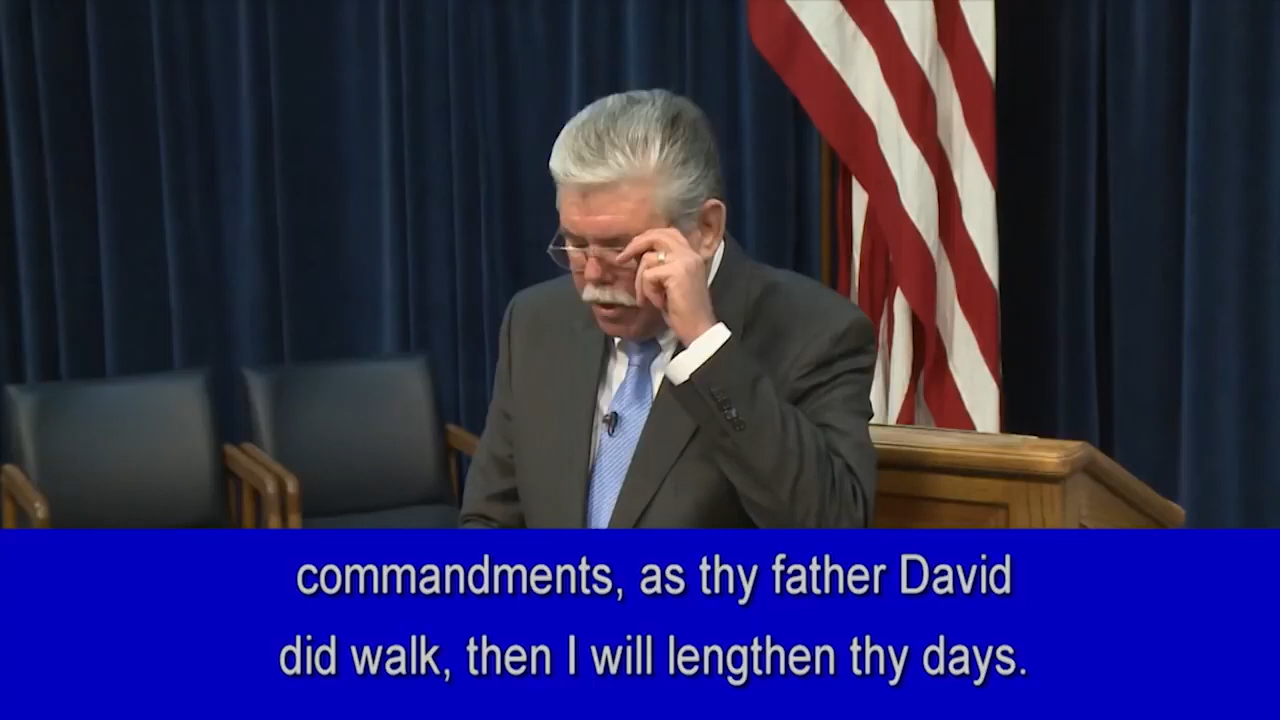 commandments, as thy father David
did walk, then I will lengthen thy days.